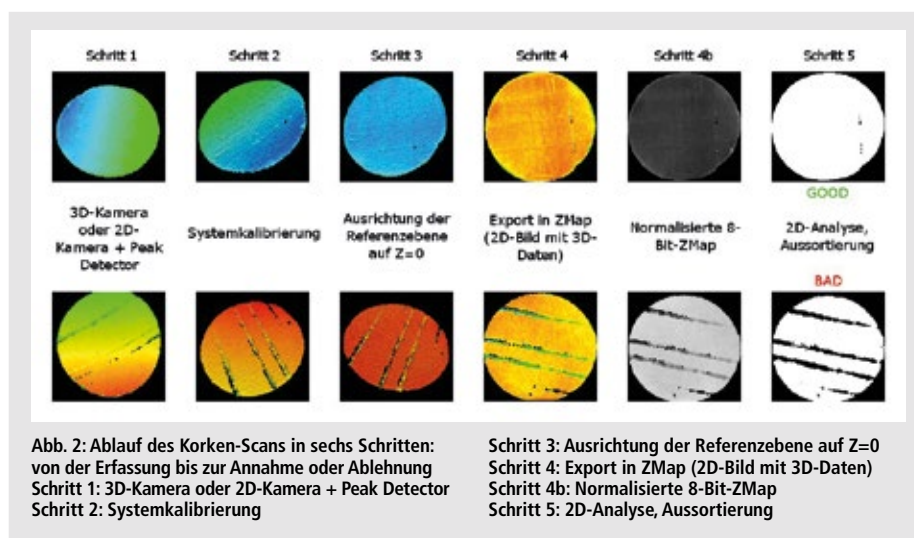 Schritt 1
Schritt 2
Schritt 3
Schritt 4
Schritt 4b
Schritt 5
GOOD
3D-Kamera
oder 2D-
Kamera + Peak
Detector
Systemkalibrierung
Ausrichtung der
Referenzebene
auf Z=0
Export in ZMap
(2D-Bild mit 3D-
Daten)
Normalisierte 8-
Bit-ZMap
2D-Analyse,
Aussortierung
BAD
Abb. 2: Ablauf des Korken-Scans in sechs Schritten:
von der Erfassung bis zur Annahme oder Ablehnung
Schritt 1: 3D-Kamera oder 2D-Kamera + Peak Detector
Schritt 2: Systemkalibrierung
Schritt 3: Ausrichtung der Referenzebene auf Z=0
Schritt 4: Export in ZMap (2D-Bild mit 3D-Daten)
Schritt 4b: Normalisierte 8-Bit-ZMap
Schritt 5: 2D-Analyse, Aussortierung